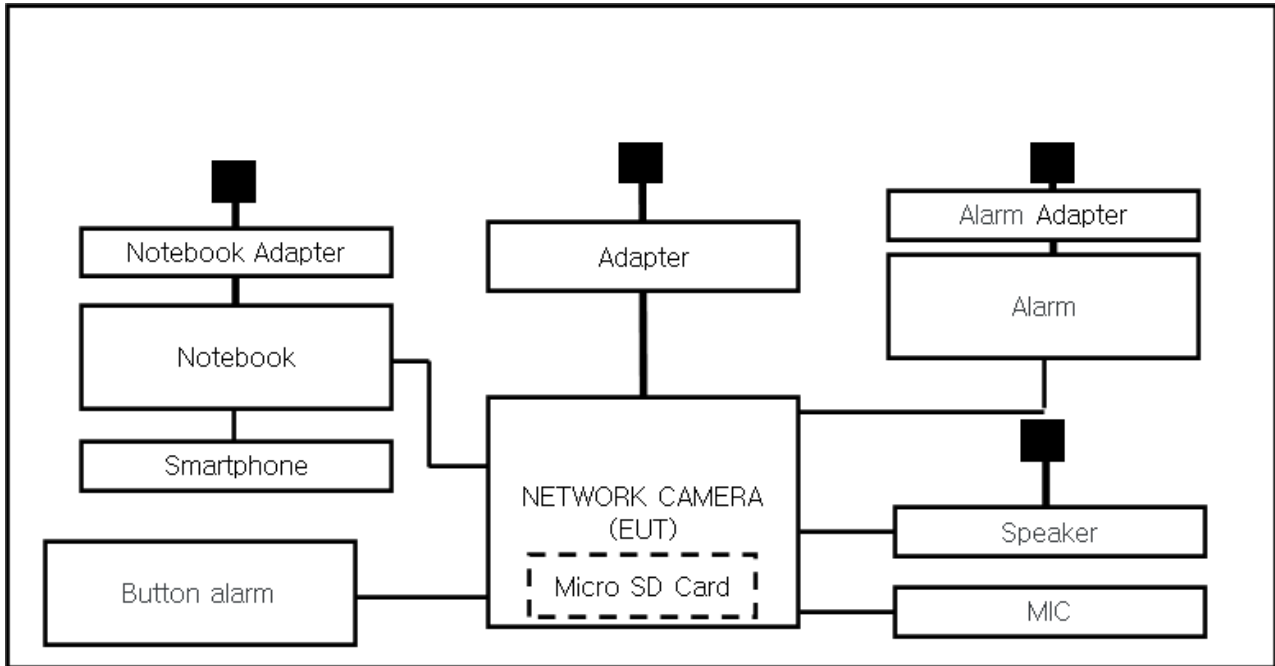 Alarm Adapter
Notebook Adapter
Adapter
Alarm
Notebook
Smartphone
NETWORK CAMERA
(EUT)
Speaker
Micro SD Card
Button alarm
MIC